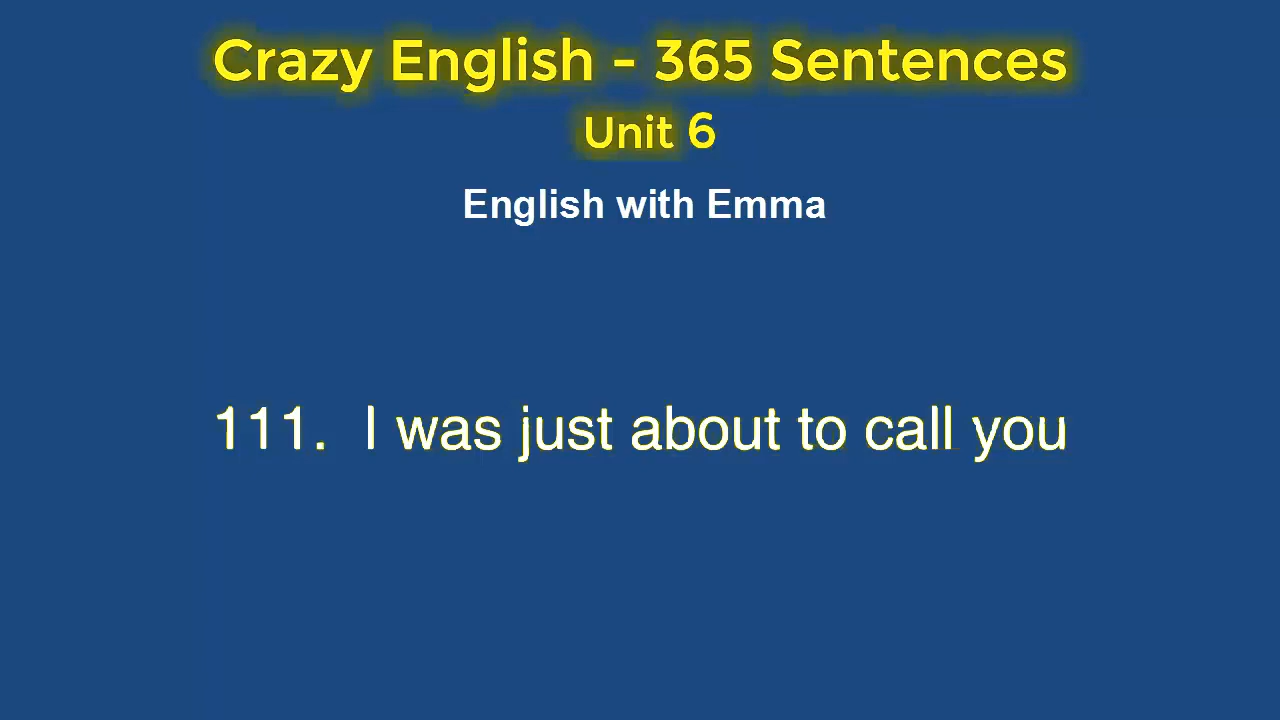 Crazy English - 365 Sentences
Unit 6
English with Emma
111. I was just about to call you